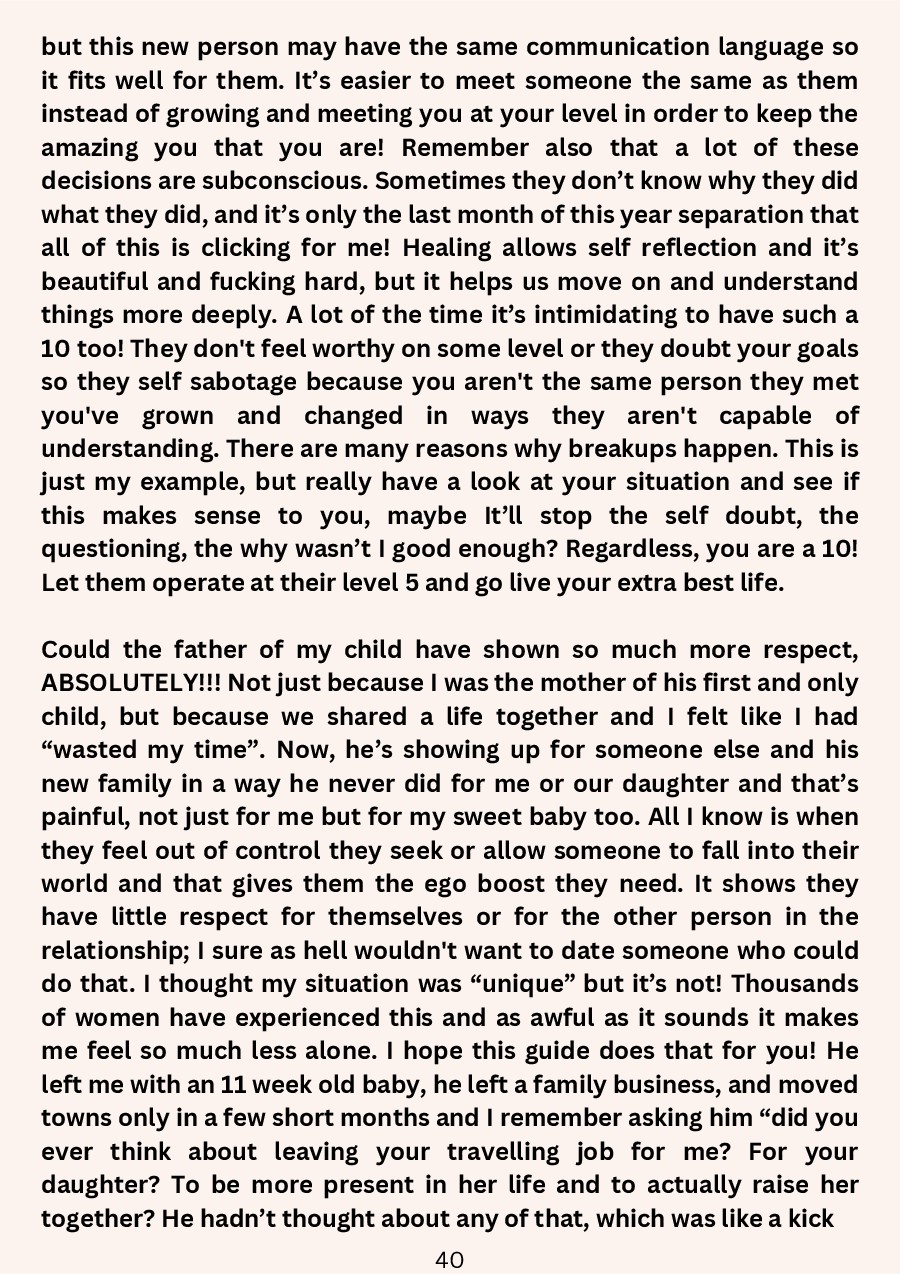 but this new person may have the same communication language so
it fits well for them. It’s easier to meet someone the same as them
instead of growing and meeting you at your level in order to keep the
amazing you that you are! Remember also that a lot of these
decisions are subconscious. Sometimes they don’t know why they did
what they did, and it’s only the last month of this year separation that
all of this is clicking for me! Healing allows self reflection and it’s
beautiful and fucking hard, but it helps us move on and understand
things more deeply. A lot of the time it’s intimidating to have such a
10 too! They don't feel worthy on some level or they doubt your goals
so they self sabotage because you aren't the same person they met
you've grown and changed in ways they aren't capable of
understanding. There are many reasons why breakups happen. This is
just my example, but really have a look at your situation and see if
this makes sense to you, maybe It’ll stop the self doubt, the
questioning, the why wasn’t I good enough? Regardless, you are a 10!
Let them operate at their level 5 and go live your extra best life.

Could the father of my child have shown so much more respect,
ABSOLUTELY!!! Not just because I was the mother of his first and only
child, but because we shared a life together and I felt like I had
“wasted my time”. Now, he’s showing up for someone else and his
new family in a way he never did for me or our daughter and that’s
painful, not just for me but for my sweet baby too. All I know is when
they feel out of control they seek or allow someone to fall into their
world and that gives them the ego boost they need. It shows they
have little respect for themselves or for the other person in the
relationship; I sure as hell wouldn't want to date someone who could
do that. I thought my situation was “unique” but it’s not! Thousands
of women have experienced this and as awful as it sounds it makes
me feel so much less alone. I hope this guide does that for you! He
left me with an 11 week old baby, he left a family business, and moved
towns only in a few short months and I remember asking him “did you
ever think about leaving your travelling job for me? For your
daughter? To be more present in her life and to actually raise her
together? He hadn’t thought about any of that, which was like a kick
40